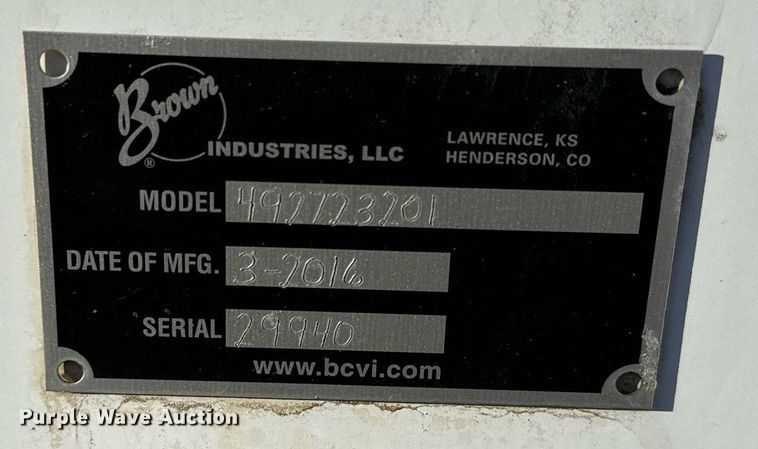 Brown
®
INDUSTRIES, LLC
LAWRENCE, KS
HENDERSON, CO
MODEL 492723201
DATE OF MFG. 3-2016
SERIAL 29940
www.bcvi.com
Purple Wave Auction